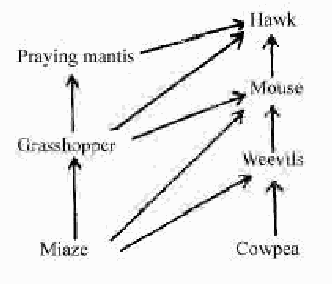 Hawk
Praying mantis
Mouse
Grasshopper
Weevils
Miaze
Cowpea